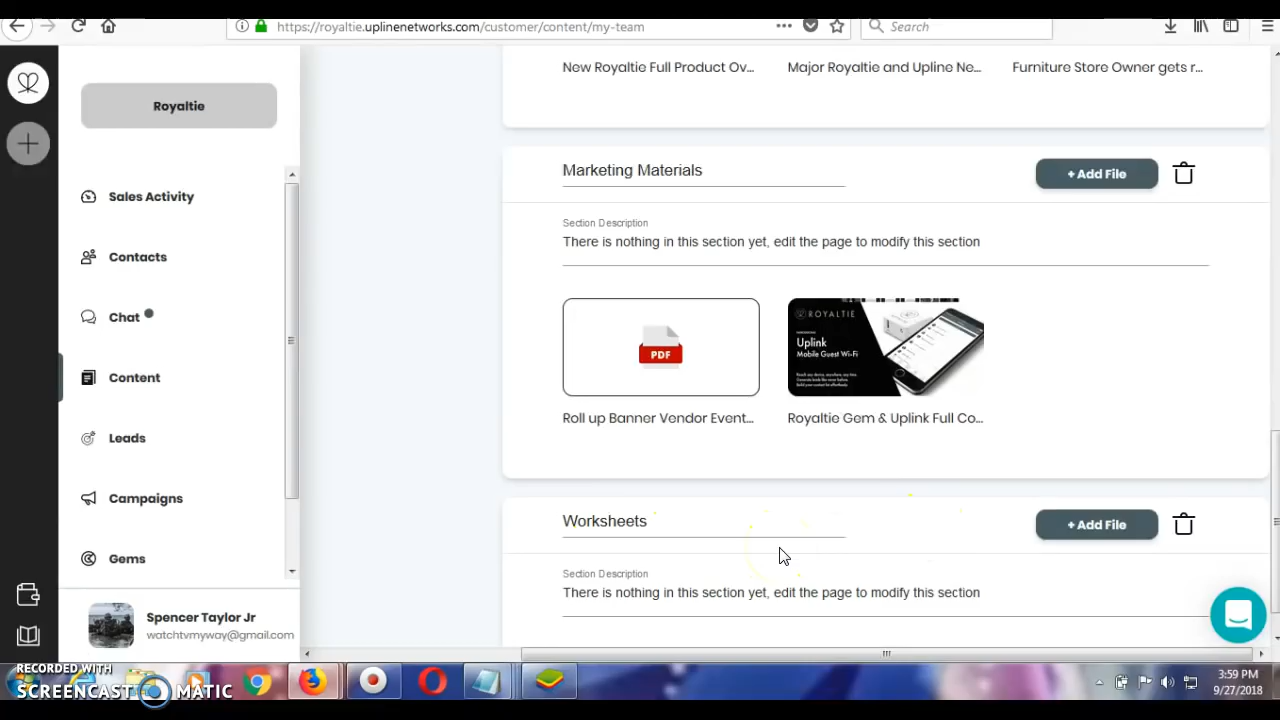 https://royaltie.uplinenetworks.com/customer/content/my-team
Search
Royaltie
Sales Activity
Contacts
Chat
Content
Leads
Campaigns
Gems
Spencer Taylor Jr
watchtvmyway@gmail.com
New Royaltie Full Product Ov...
Major Royaltie and Upline Ne...
Furniture Store Owner gets r...
Marketing Materials
+ Add File
Section Description
There is nothing in this section yet, edit the page to modify this section
PDF
ROYALTIE
Uplink
Mobile Guest Wi-Fi
Roll up Banner Vendor Event...
Royaltie Gem & Uplink Full Co...
Worksheets
+ Add File
Section Description
There is nothing in this section yet, edit the page to modify this section
RECORDED WITH
SCREENCAST MATIC
3:59 PM
9/27/2018